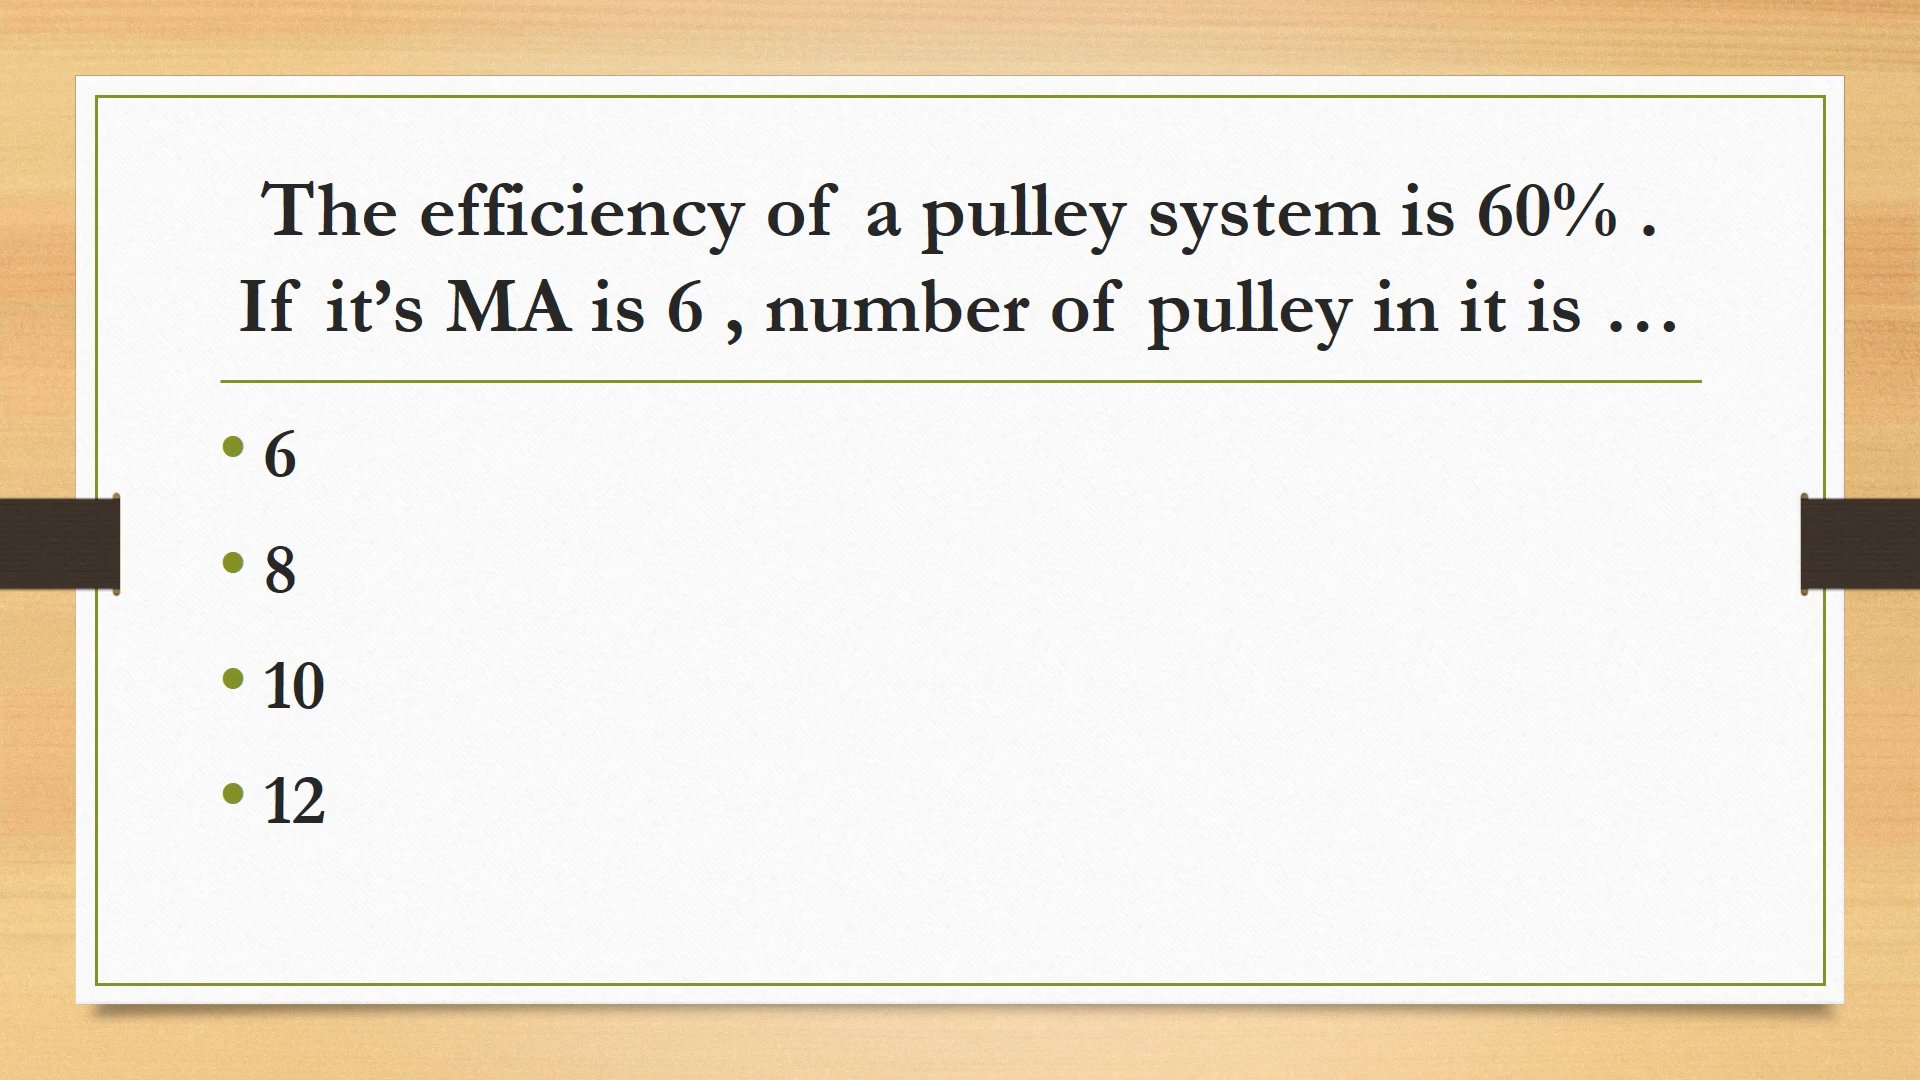 The efficiency of a pulley system is 60% .
If it’s MA is 6 , number of pulley in it is …
• 6
• 8
• 10
• 12